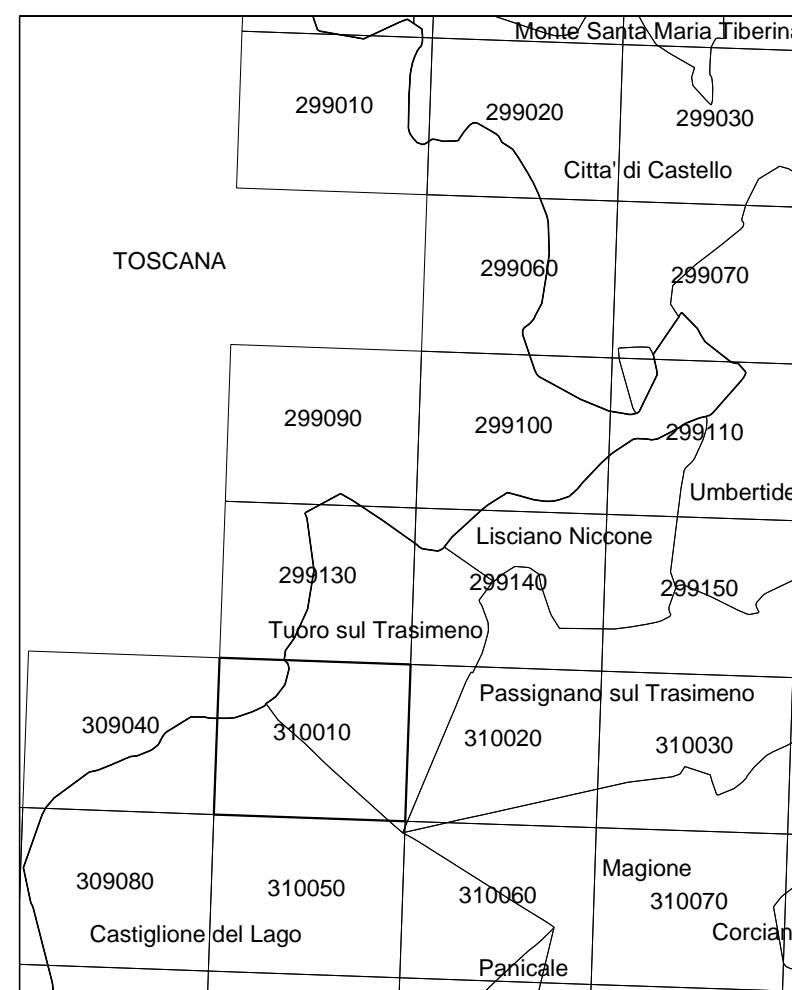 Monte Santa Maria Tiberina
299010
299020
299030
Citta' di Castello
TOSCANA
299060
299070
299090
299100
299110
Umbertide
Lisciano Niccone
299130
299140
299150
Tuoro sul Trasimeno
Passignano sul Trasimeno
309040
310010
310020
310030
Magione
309080
310050
310060
310070
Castiglione del Lago
Corcian
Panicale